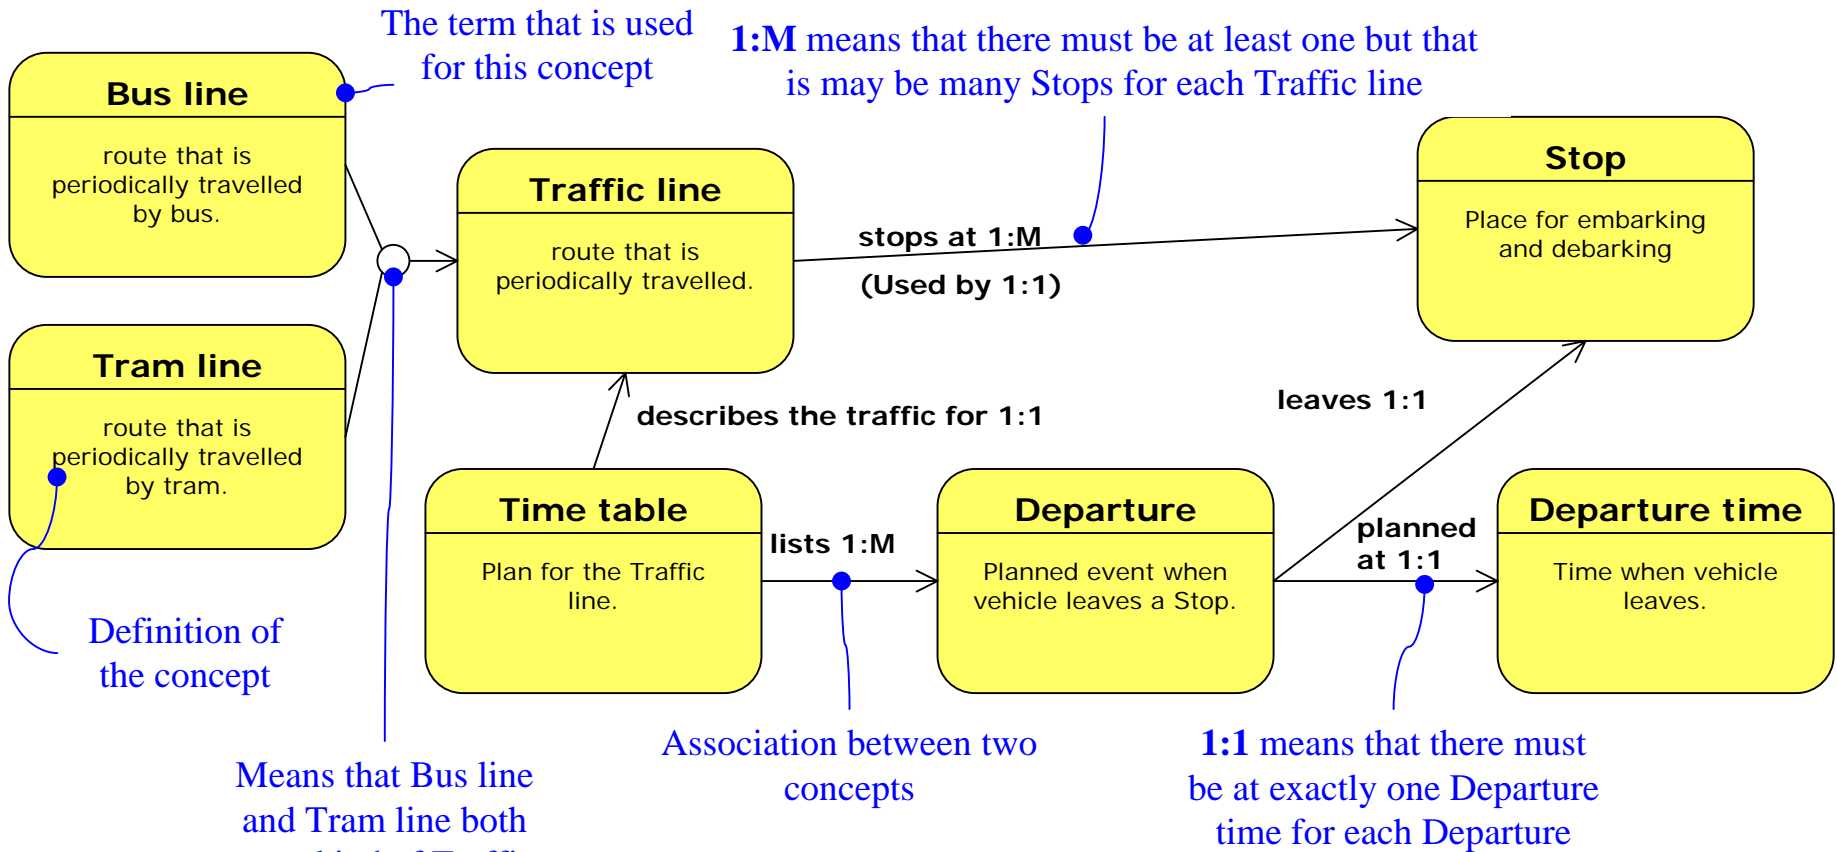 The term that is used
for this concept
1:M means that there must be at least one but that
is may be many Stops for each Traffic line
Bus line
route that is
periodically travelled
by bus.
Traffic line
route that is
periodically travelled.
stops at 1:M
(Used by 1:1)
Stop
Place for embarking
and debarking
Tram line
route that is
periodically travelled
by tram.
describes the traffic for 1:1
leaves 1:1
Time table
Plan for the Traffic
line.
lists 1:M
Departure
Planned event when
vehicle leaves a Stop.
planned
at 1:1
Departure time
Time when vehicle
leaves.
Definition of
the concept
Means that Bus line
and Tram line both
kind of Traffic
Association between two
concepts
1:1 means that there must
be at exactly one Departure
time for each Departure